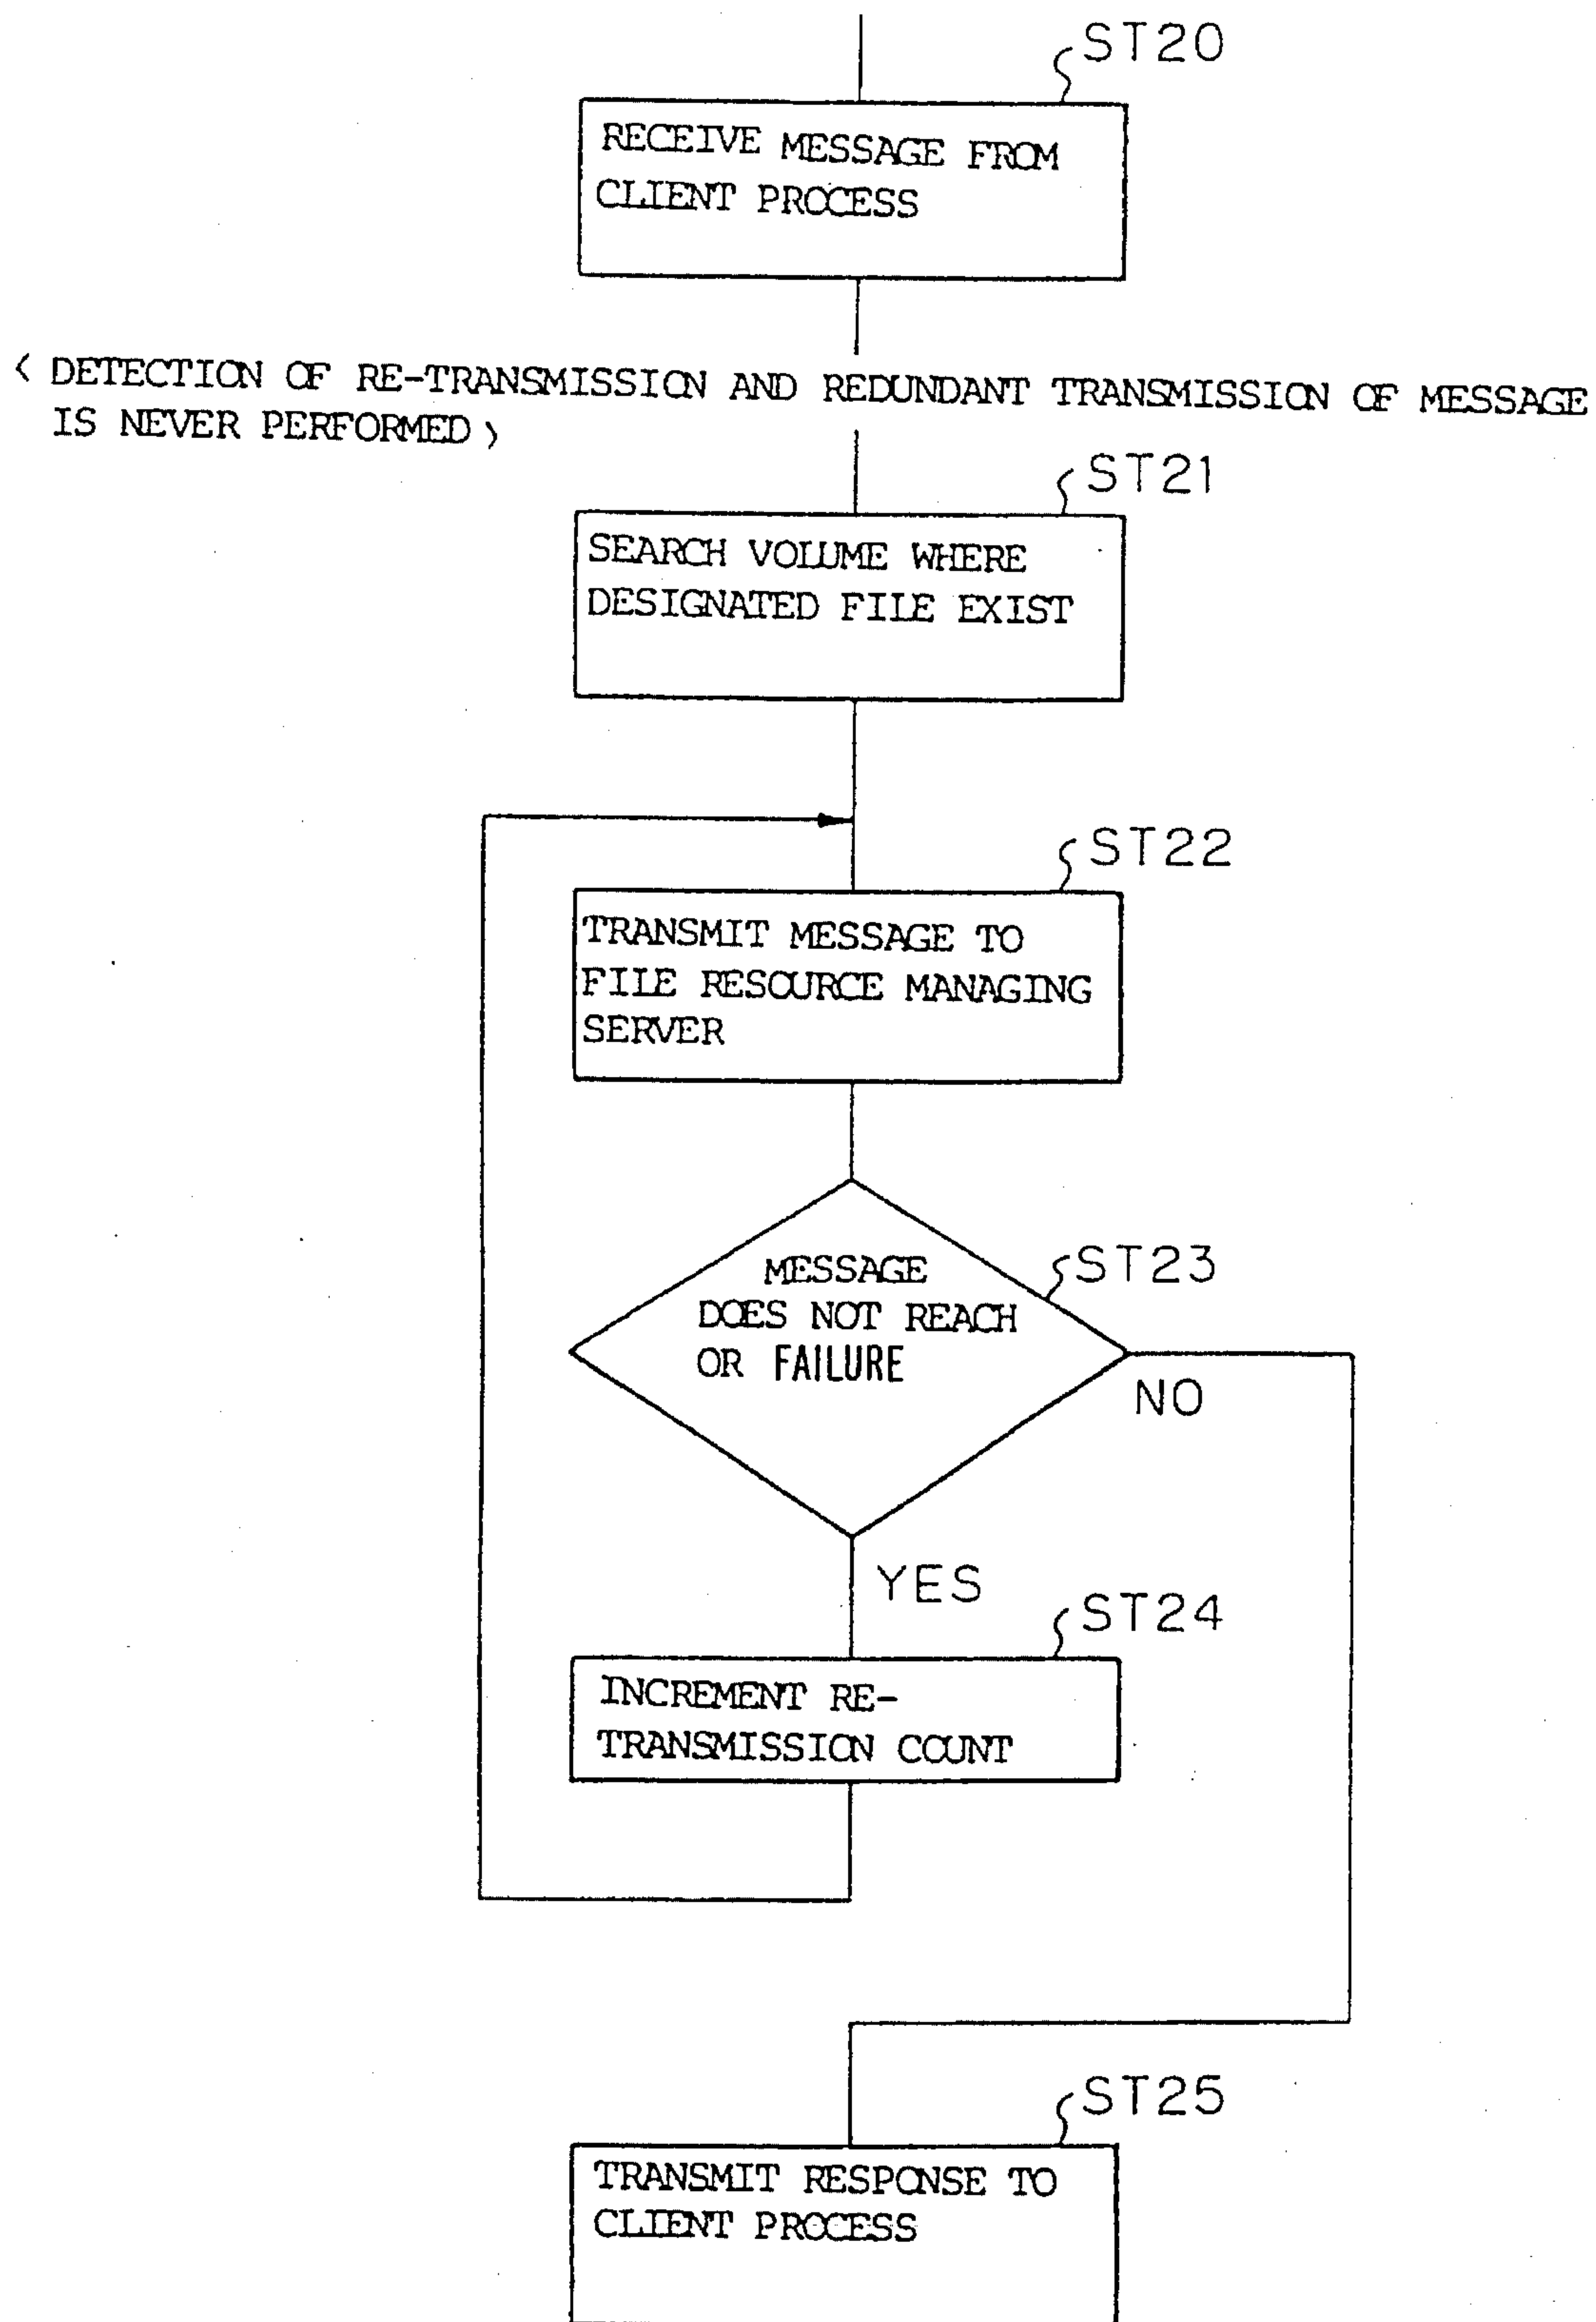 ST20
RECEIVE MESSAGE FROM
CLIENT PROCESS
< DETECTION OF RE-TRANSMISSION AND REDUNDANT TRANSMISSION OF MESSAGE
IS NEVER PERFORMED >
ST21
SEARCH VOLUME WHERE
DESIGNATED FILE EXIST
ST22
TRANSMIT MESSAGE TO
FILE RESOURCE MANAGING
SERVER
ST23
MESSAGE
DOES NOT REACH
OR FAILURE
NO
YES
ST24
INCREMENT RE-
TRANSMISSION COUNT
ST25
TRANSMIT RESPONSE TO
CLIENT PROCESS